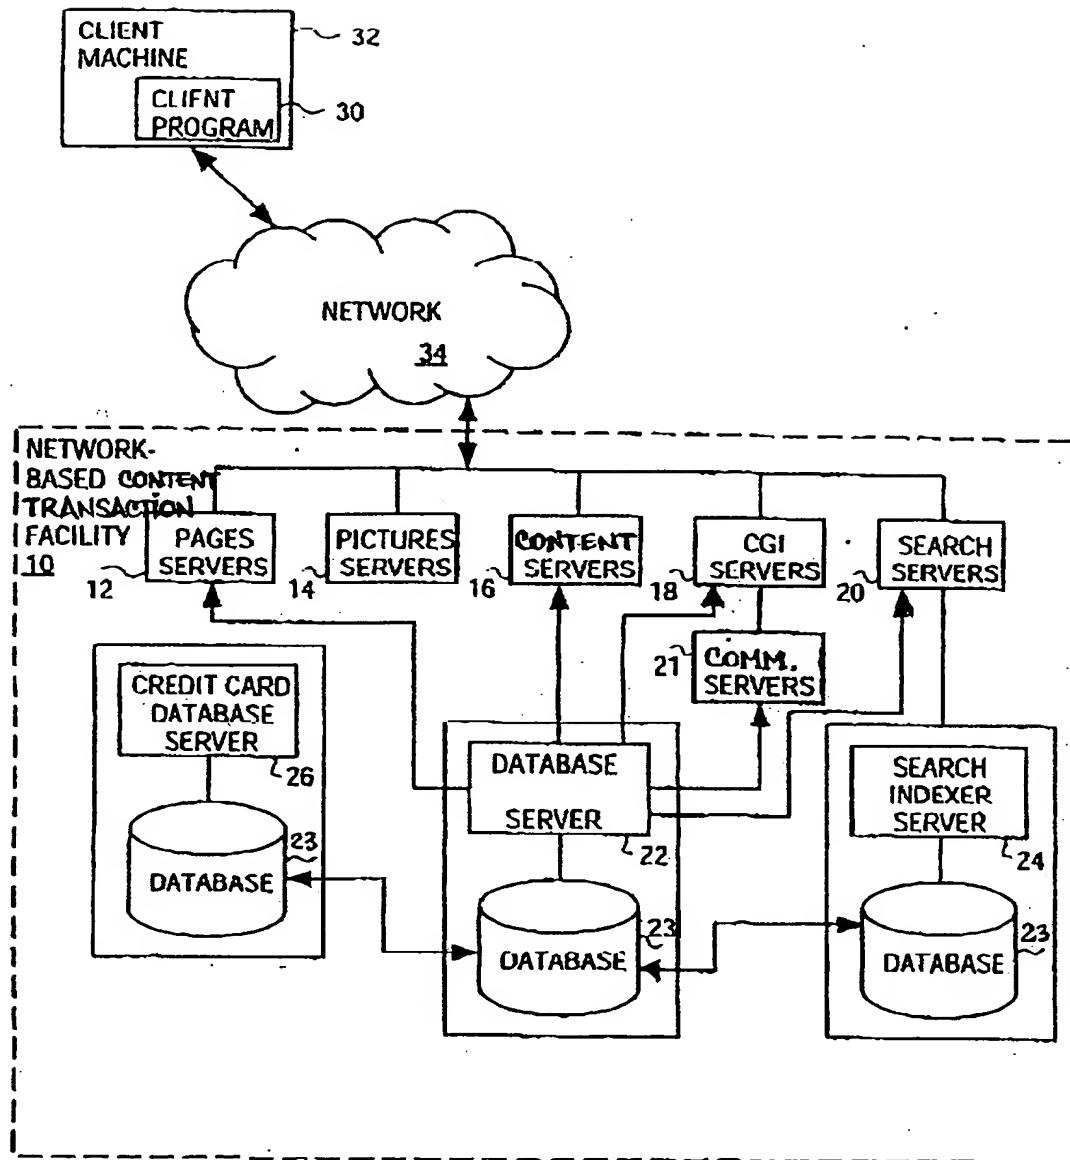 CLIENT
MACHINE
32
CLIFNT
PROGRAM
30
NETWORK
34
NETWORK-
BASED CONTENT
TRANSACTION
FACILITY
10
PAGES
SERVERS
12
PICTURES
SERVERS
14
CONTENT
SERVERS
16
CGI
SERVERS
18
SEARCH
SERVERS
20
COMM.
SERVERS
21
CREDIT CARD
DATABASE
SERVER
26
DATABASE
23
DATABASE
SERVER
22
DATABASE
23
SEARCH
INDEXER
SERVER
24
DATABASE
23